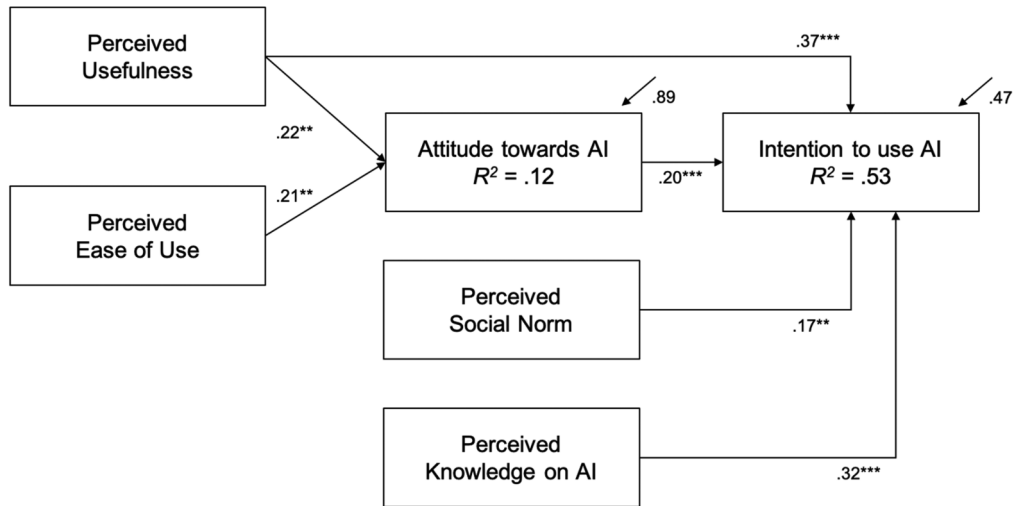 Perceived
Usefulness
.37***
.89
.47
.22**
Attitude towards AI
R² = .12
Intention to use AI
R² = .53
.20***
.21**
Perceived
Ease of Use
Perceived
Social Norm
.17**
Perceived
Knowledge on AI
.32***